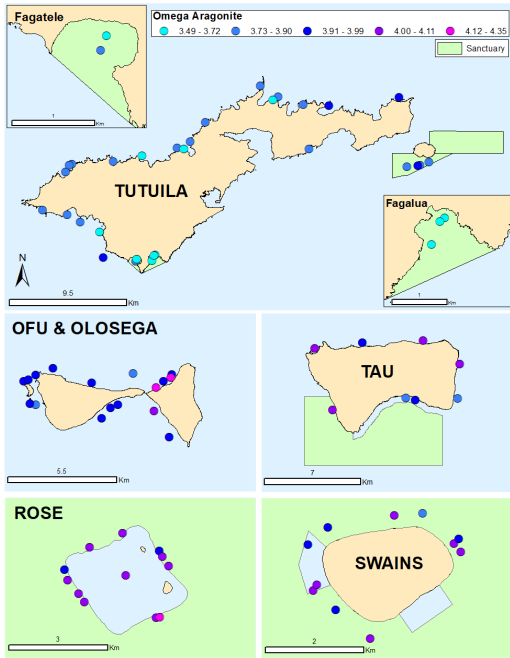 Fagatele
Omega Aragonite
3.49 - 3.72 3.73 - 3.90 3.91 - 3.99 4.00 - 4.11 4.12 - 4.35
Sanctuary
1
Km
TUTUILA
Fagalua
N
1
Km
9.5
Km
OFU & OLOSEGA
TAU
5.5
Km
7
Km
ROSE
SWAINS
3
Km
2
Km